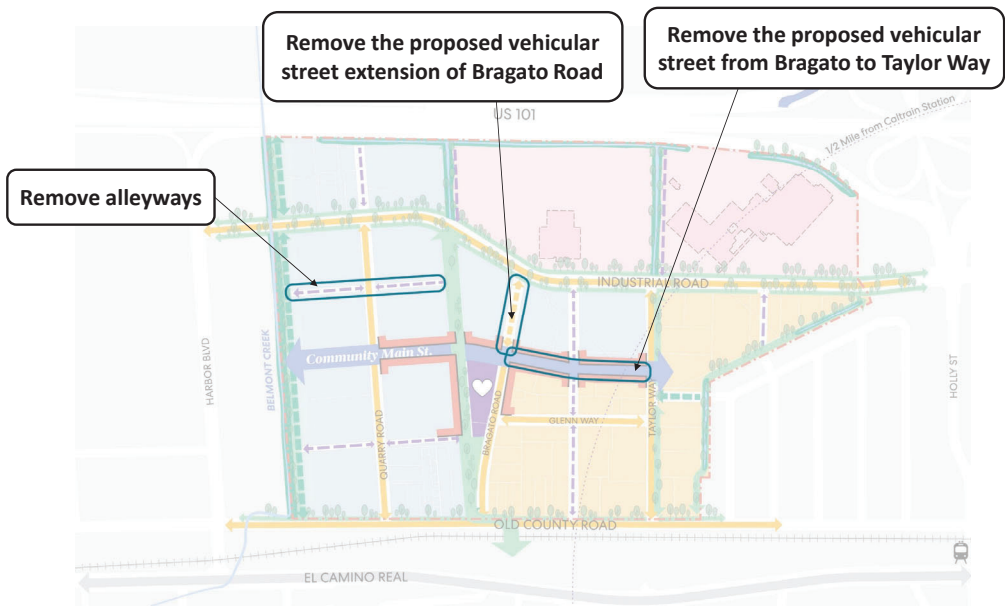 Remove the proposed vehicular
street extension of Bragato Road
Remove the proposed vehicular
street from Bragato to Taylor Way
US 101
1/2 Mile from Caltrain Station
Remove alleyways
INDUSTRIAL ROAD
Community Main St.
HARBOR BLVD
BELMONT CREEK
QUARRY ROAD
BRAGATO ROAD
GLENN WAY
TAYLOR WAY
HOLLY ST
OLD COUNTY ROAD
EL CAMINO REAL